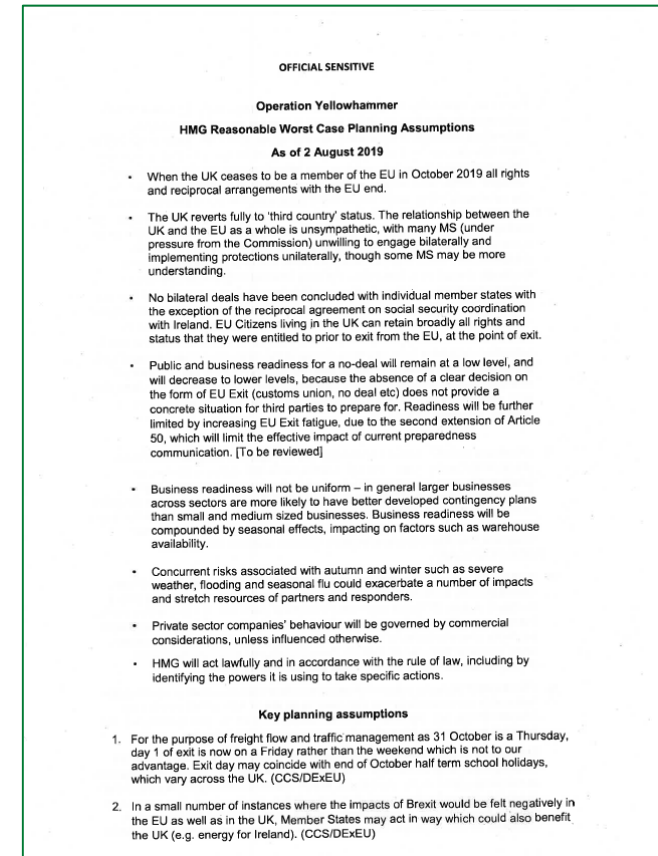 OFFICIAL SENSITIVE
Operation Yellowhammer
HMG Reasonable Worst Case Planning Assumptions
As of 2 August 2019
• When the UK ceases to be a member of the EU in October 2019 all rights
and reciprocal arrangements with the EU end.
• The UK reverts fully to 'third country' status. The relationship between the
UK and the EU as a whole is unsympathetic, with many MS (under
pressure from the Commission) unwilling to engage bilaterally and
implementing protections unilaterally, though some MS may be more
understanding.
• No bilateral deals have been concluded with individual member states with
the exception of the reciprocal agreement on social security coordination
with Ireland. EU Citizens living in the UK can retain broadly all rights and
status that they were entitled to prior to exit from the EU, at the point of exit.
• Public and business readiness for a no-deal will remain at a low level, and
will decrease to lower levels, because the absence of a clear decision on
the form of EU Exit (customs union, no deal etc) does not provide a
concrete situation for third parties to prepare for. Readiness will be further
limited by increasing EU Exit fatigue, due to the second extension of Article
50, which will limit the effective impact of current preparedness
communication. [To be reviewed]
• Business readiness will not be uniform – in general larger businesses
across sectors are more likely to have better developed contingency plans
than small and medium sized businesses. Business readiness will be
compounded by seasonal effects, impacting on factors such as warehouse
availability.
• Concurrent risks associated with autumn and winter such as severe
weather, flooding and seasonal flu could exacerbate a number of impacts
and stretch resources of partners and responders.
• Private sector companies' behaviour will be governed by commercial
considerations, unless influenced otherwise.
• HMG will act lawfully and in accordance with the rule of law, including by
identifying the powers it is using to take specific actions.
Key planning assumptions
1. For the purpose of freight flow and traffic management as 31 October is a Thursday,
day 1 of exit is now on a Friday rather than the weekend which is not to our
advantage. Exit day may coincide with end of October half term school holidays,
which vary across the UK. (CCS/DExEU)
2. In a small number of instances where the impacts of Brexit would be felt negatively in
the EU as well as in the UK, Member States may act in way which could also benefit
the UK (e.g. energy for Ireland). (CCS/DExEU)